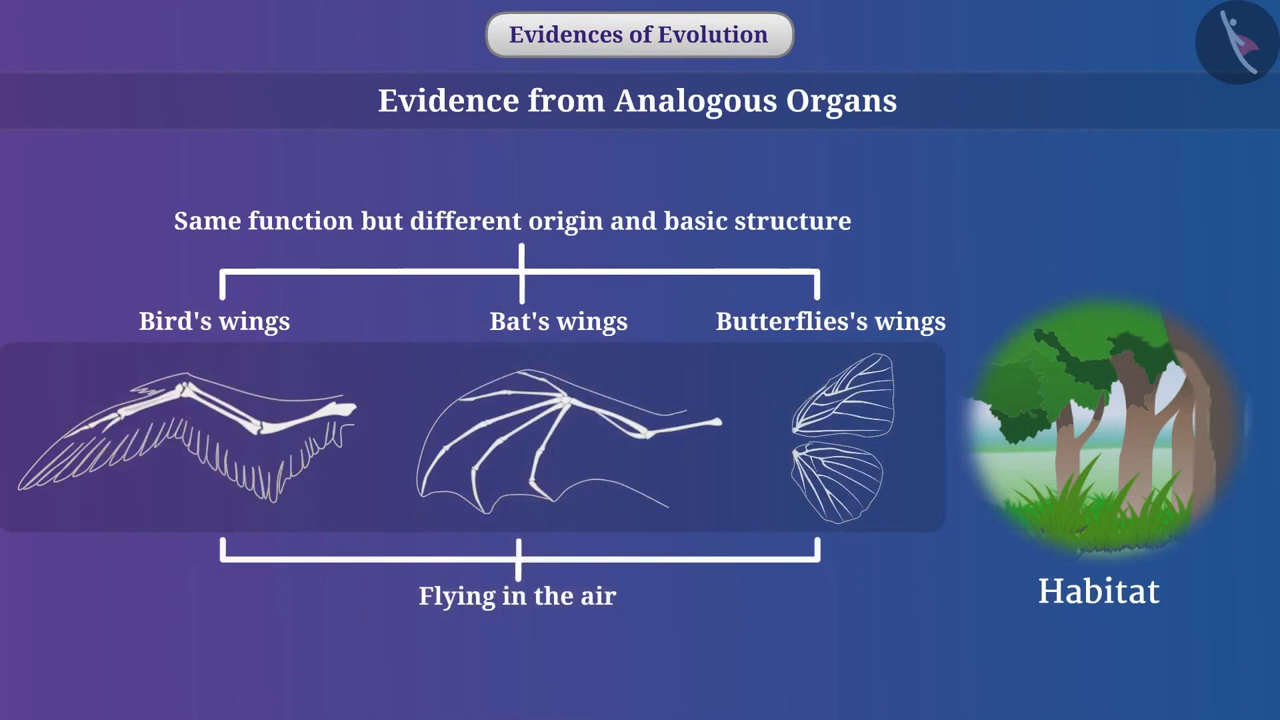 Evidences of Evolution
Evidence from Analogous Organs
Same function but different origin and basic structure
Bird's wings
Bat's wings
Butterflies's wings
Flying in the air
Habitat